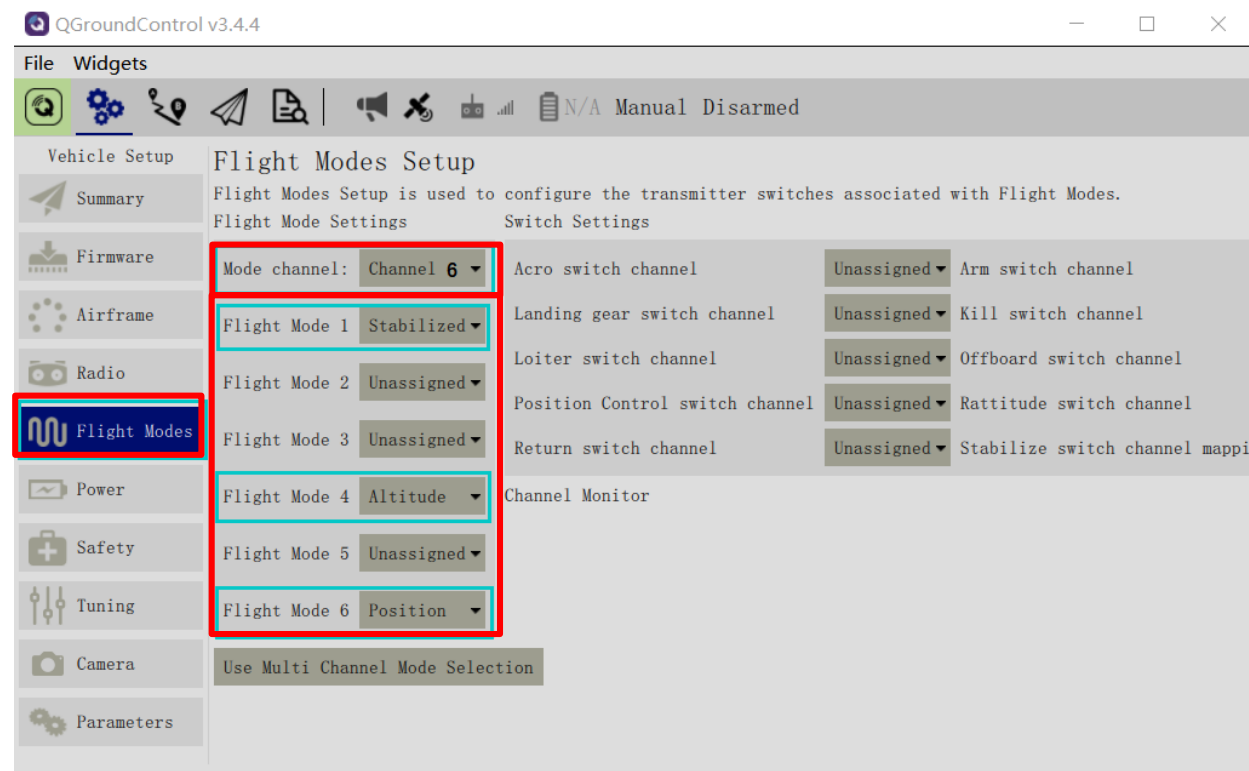 QGroundControl v3.4.4
File Widgets
N/A Manual Disarmed
Vehicle Setup
Summary
Firmware
Airframe
Radio
Flight Modes
Power
Safety
Tuning
Camera
Parameters
Flight Modes Setup
Flight Modes Setup is used to configure the transmitter switches associated with Flight Modes.
Flight Mode Settings
Mode channel: Channel 6
Flight Mode 1 Stabilized
Flight Mode 2 Unassigned
Flight Mode 3 Unassigned
Flight Mode 4 Altitude
Flight Mode 5 Unassigned
Flight Mode 6 Position
Use Multi Channel Mode Selection
Switch Settings
Acro switch channel Unassigned Arm switch channel
Landing gear switch channel Unassigned Kill switch channel
Loiter switch channel Unassigned Offboard switch channel
Position Control switch channel Unassigned Rattitude switch channel
Return switch channel Unassigned Stabilize switch channel mappi
Channel Monitor